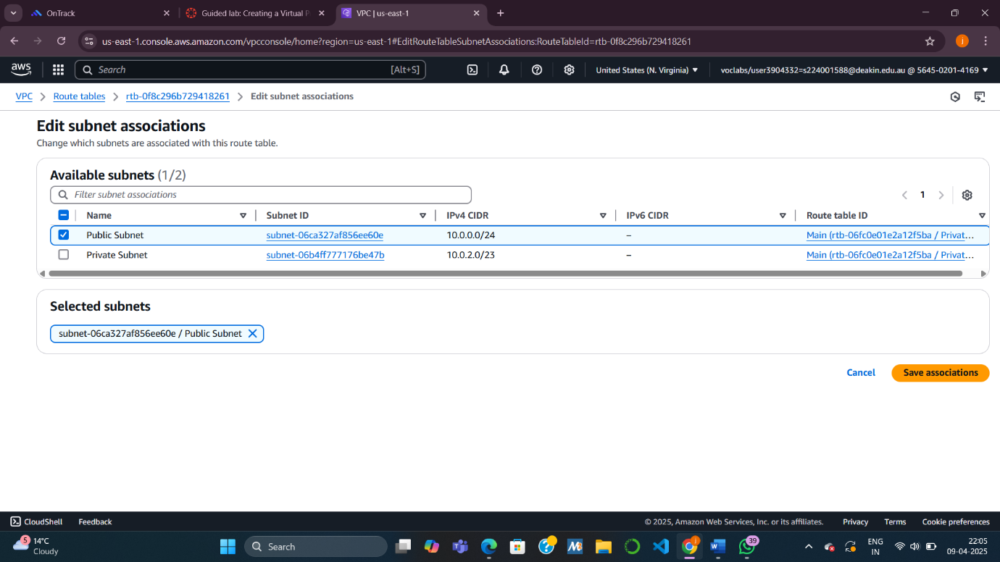 OnTrack
Guided lab: Creating a Virtual P
VPC | us-east-1
us-east-1.console.aws.amazon.com/vpcconsole/home?region=us-east-1#EditRouteTableSubnetAssociations:RouteTableId=rtb-0f8c296b729418261
j
aws
Search
[Alt+S]
United States (N. Virginia)
voclabs/user3904332=s224001588@deakin.edu.au @ 5645-0201-4169
VPC
Route tables
rtb-0f8c296b729418261
Edit subnet associations
Edit subnet associations
Change which subnets are associated with this route table.
Available subnets (1/2)
Filter subnet associations
1
Name Subnet ID IPv4 CIDR IPv6 CIDR Route table ID
Public Subnet subnet-06ca327af856ee60e 10.0.0.0/24 – Main (rtb-06fc0e01e2a12f5ba / Privat...
Private Subnet subnet-06b4ff777176be47b 10.0.2.0/23 – Main (rtb-06fc0e01e2a12f5ba / Privat...
Selected subnets
subnet-06ca327af856ee60e / Public Subnet
Cancel Save associations
CloudShell Feedback © 2025, Amazon Web Services, Inc. or its affiliates. Privacy Terms Cookie preferences
5
14°C
Cloudy
Search
39
ENG
IN
22:05
09-04-2025